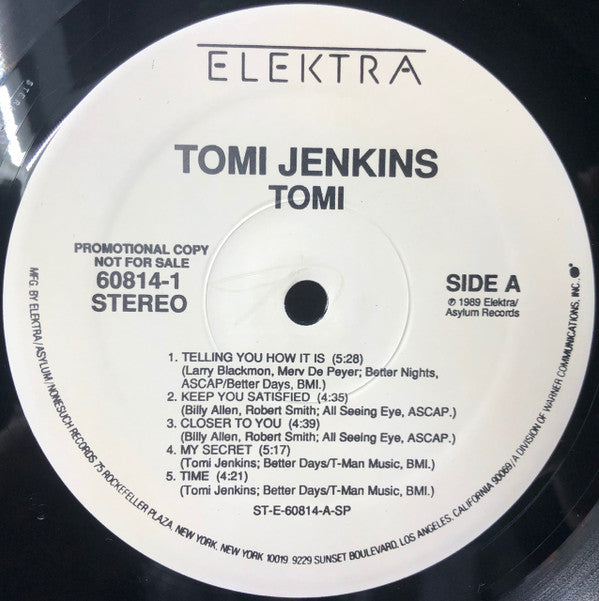 ELEKTRA
TOMI JENKINS
TOMI
PROMOTIONAL COPY
NOT FOR SALE
60814-1
STEREO
SIDE A
℗ 1989 Elektra/
Asylum Records
1. TELLING YOU HOW IT IS (5:28)
(Larry Blackmon, Merv De Peyer; Better Nights,
ASCAP/Better Days, BMI.)
2. KEEP YOU SATISFIED (4:35)
(Billy Allen, Robert Smith; All Seeing Eye, ASCAP.)
3. CLOSER TO YOU (4:39)
(Billy Allen, Robert Smith; All Seeing Eye, ASCAP.)
4. MY SECRET (5:17)
(Tomi Jenkins; Better Days/T-Man Music, BMI.)
5. TIME (4:21)
(Tomi Jenkins; Better Days/T-Man Music, BMI.)
ST-E-60814-A-SP
MFG. BY ELEKTRA/ASYLUM/NONESUCH RECORDS 75 ROCKEFELLER PLAZA, NEW YORK, NEW YORK 10019 9229 SUNSET BOULEVARD, LOS ANGELES, CALIFORNIA 90069/A DIVISION OF WARNER COMMUNICATIONS, INC.